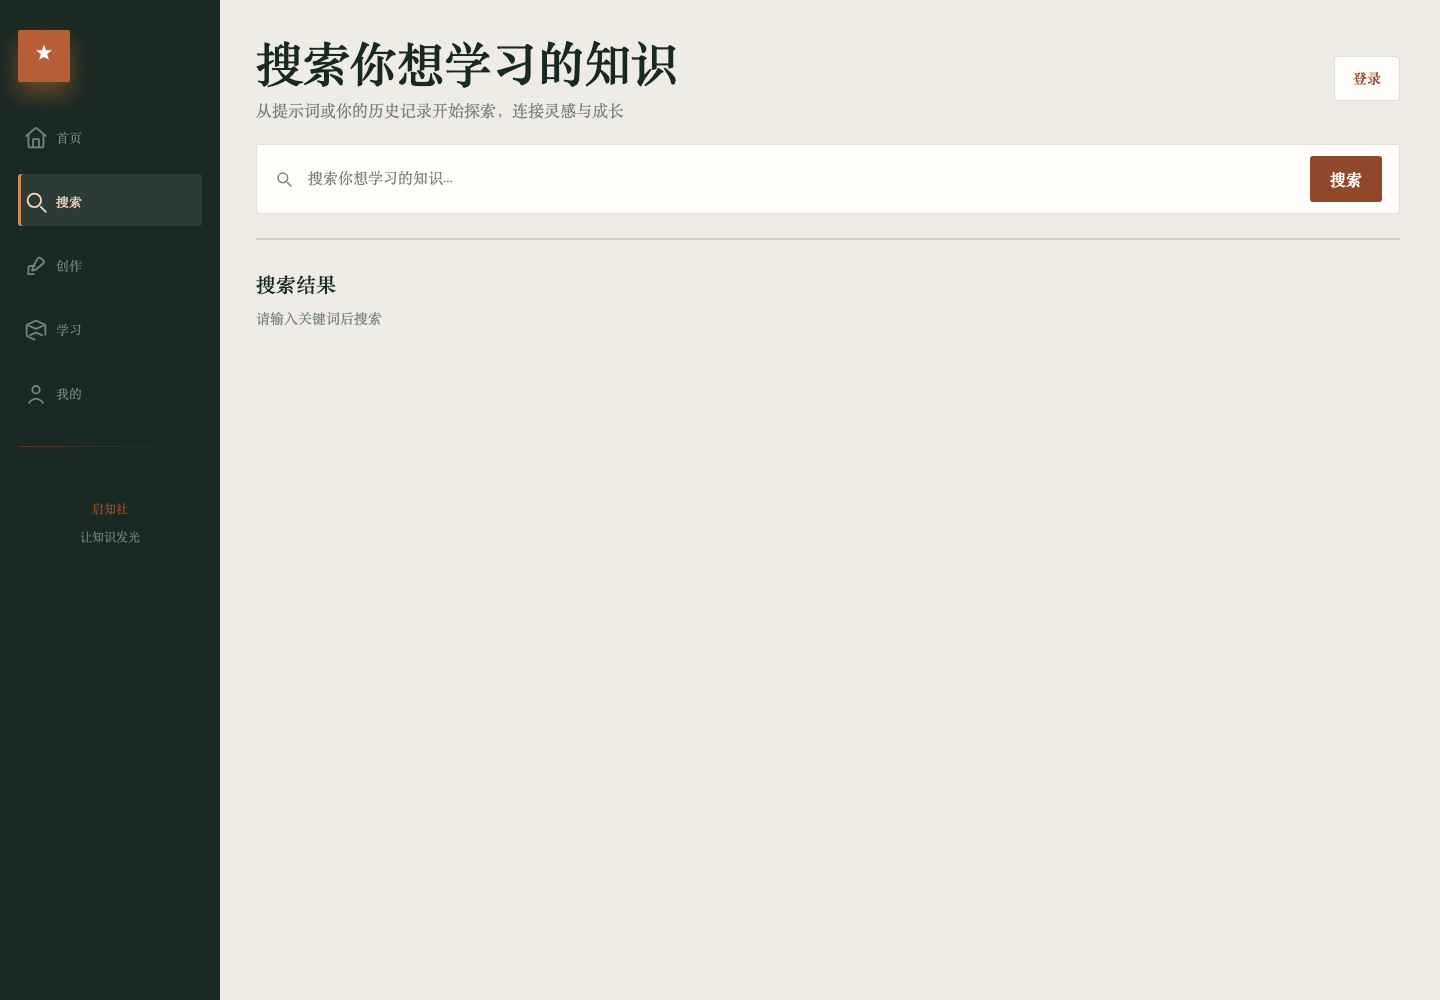 首页
搜索
创作
学习
我的
启知社
让知识发光
搜索你想学习的知识
从提示词或你的历史记录开始探索，连接灵感与成长
登录
搜索你想学习的知识...
搜索
搜索结果
请输入关键词后搜索